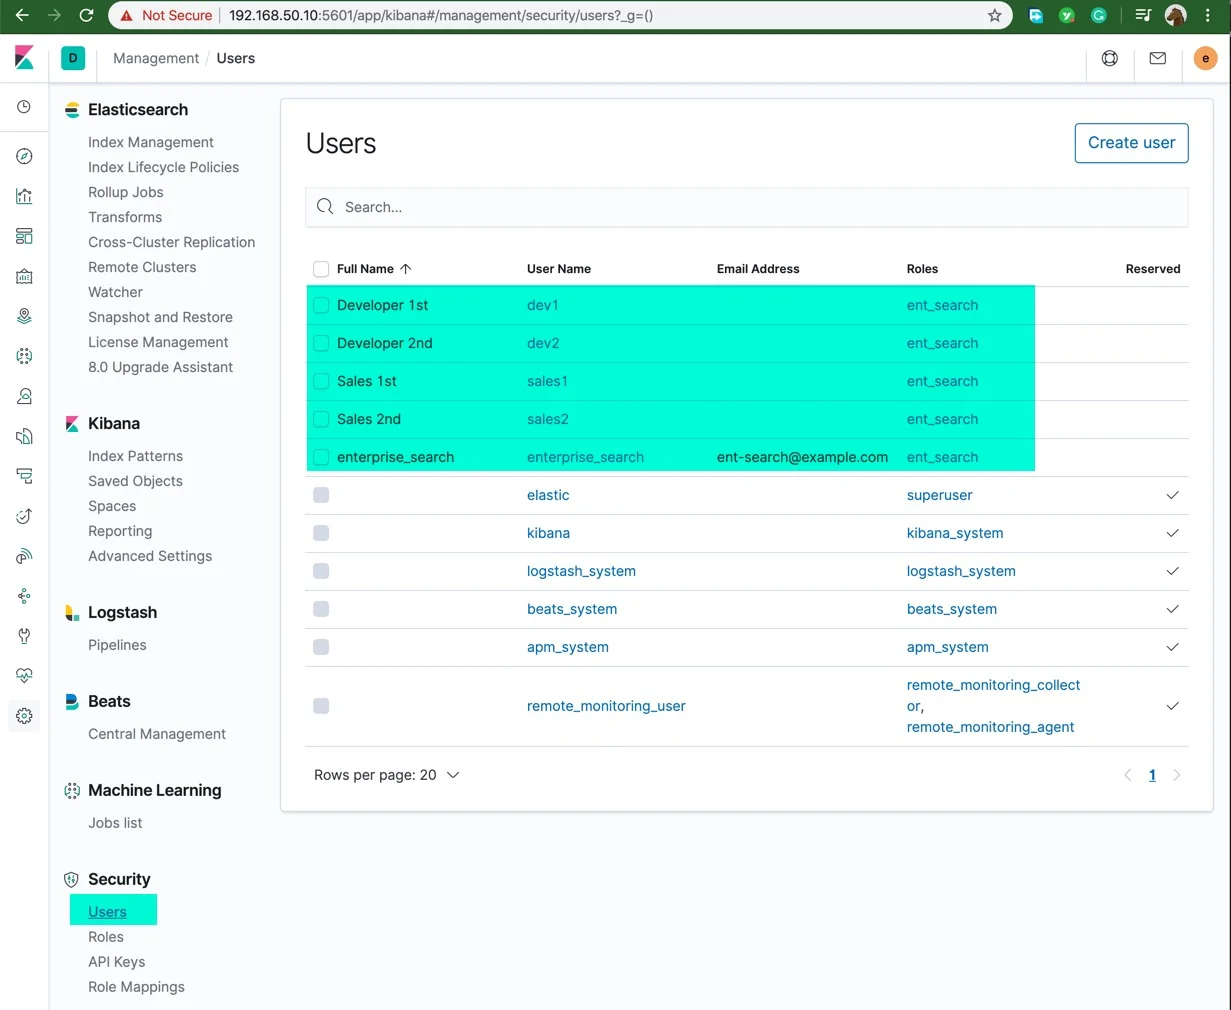 Not Secure 192.168.50.10:5601/app/kibana#/management/security/users?_g=()
D Management / Users e
Elasticsearch
Index Management
Index Lifecycle Policies
Rollup Jobs
Transforms
Cross-Cluster Replication
Remote Clusters
Watcher
Snapshot and Restore
License Management
8.0 Upgrade Assistant
Kibana
Index Patterns
Saved Objects
Spaces
Reporting
Advanced Settings
Logstash
Pipelines
Beats
Central Management
Machine Learning
Jobs list
Security
Users
Roles
API Keys
Role Mappings
Users Create user
Search...
Full Name User Name Email Address Roles Reserved
Developer 1st dev1 ent_search
Developer 2nd dev2 ent_search
Sales 1st sales1 ent_search
Sales 2nd sales2 ent_search
enterprise_search enterprise_search ent-search@example.com ent_search
elastic superuser
kibana kibana_system
logstash_system logstash_system
beats_system beats_system
apm_system apm_system
remote_monitoring_user remote_monitoring_collect
or,
remote_monitoring_agent
Rows per page: 20 1